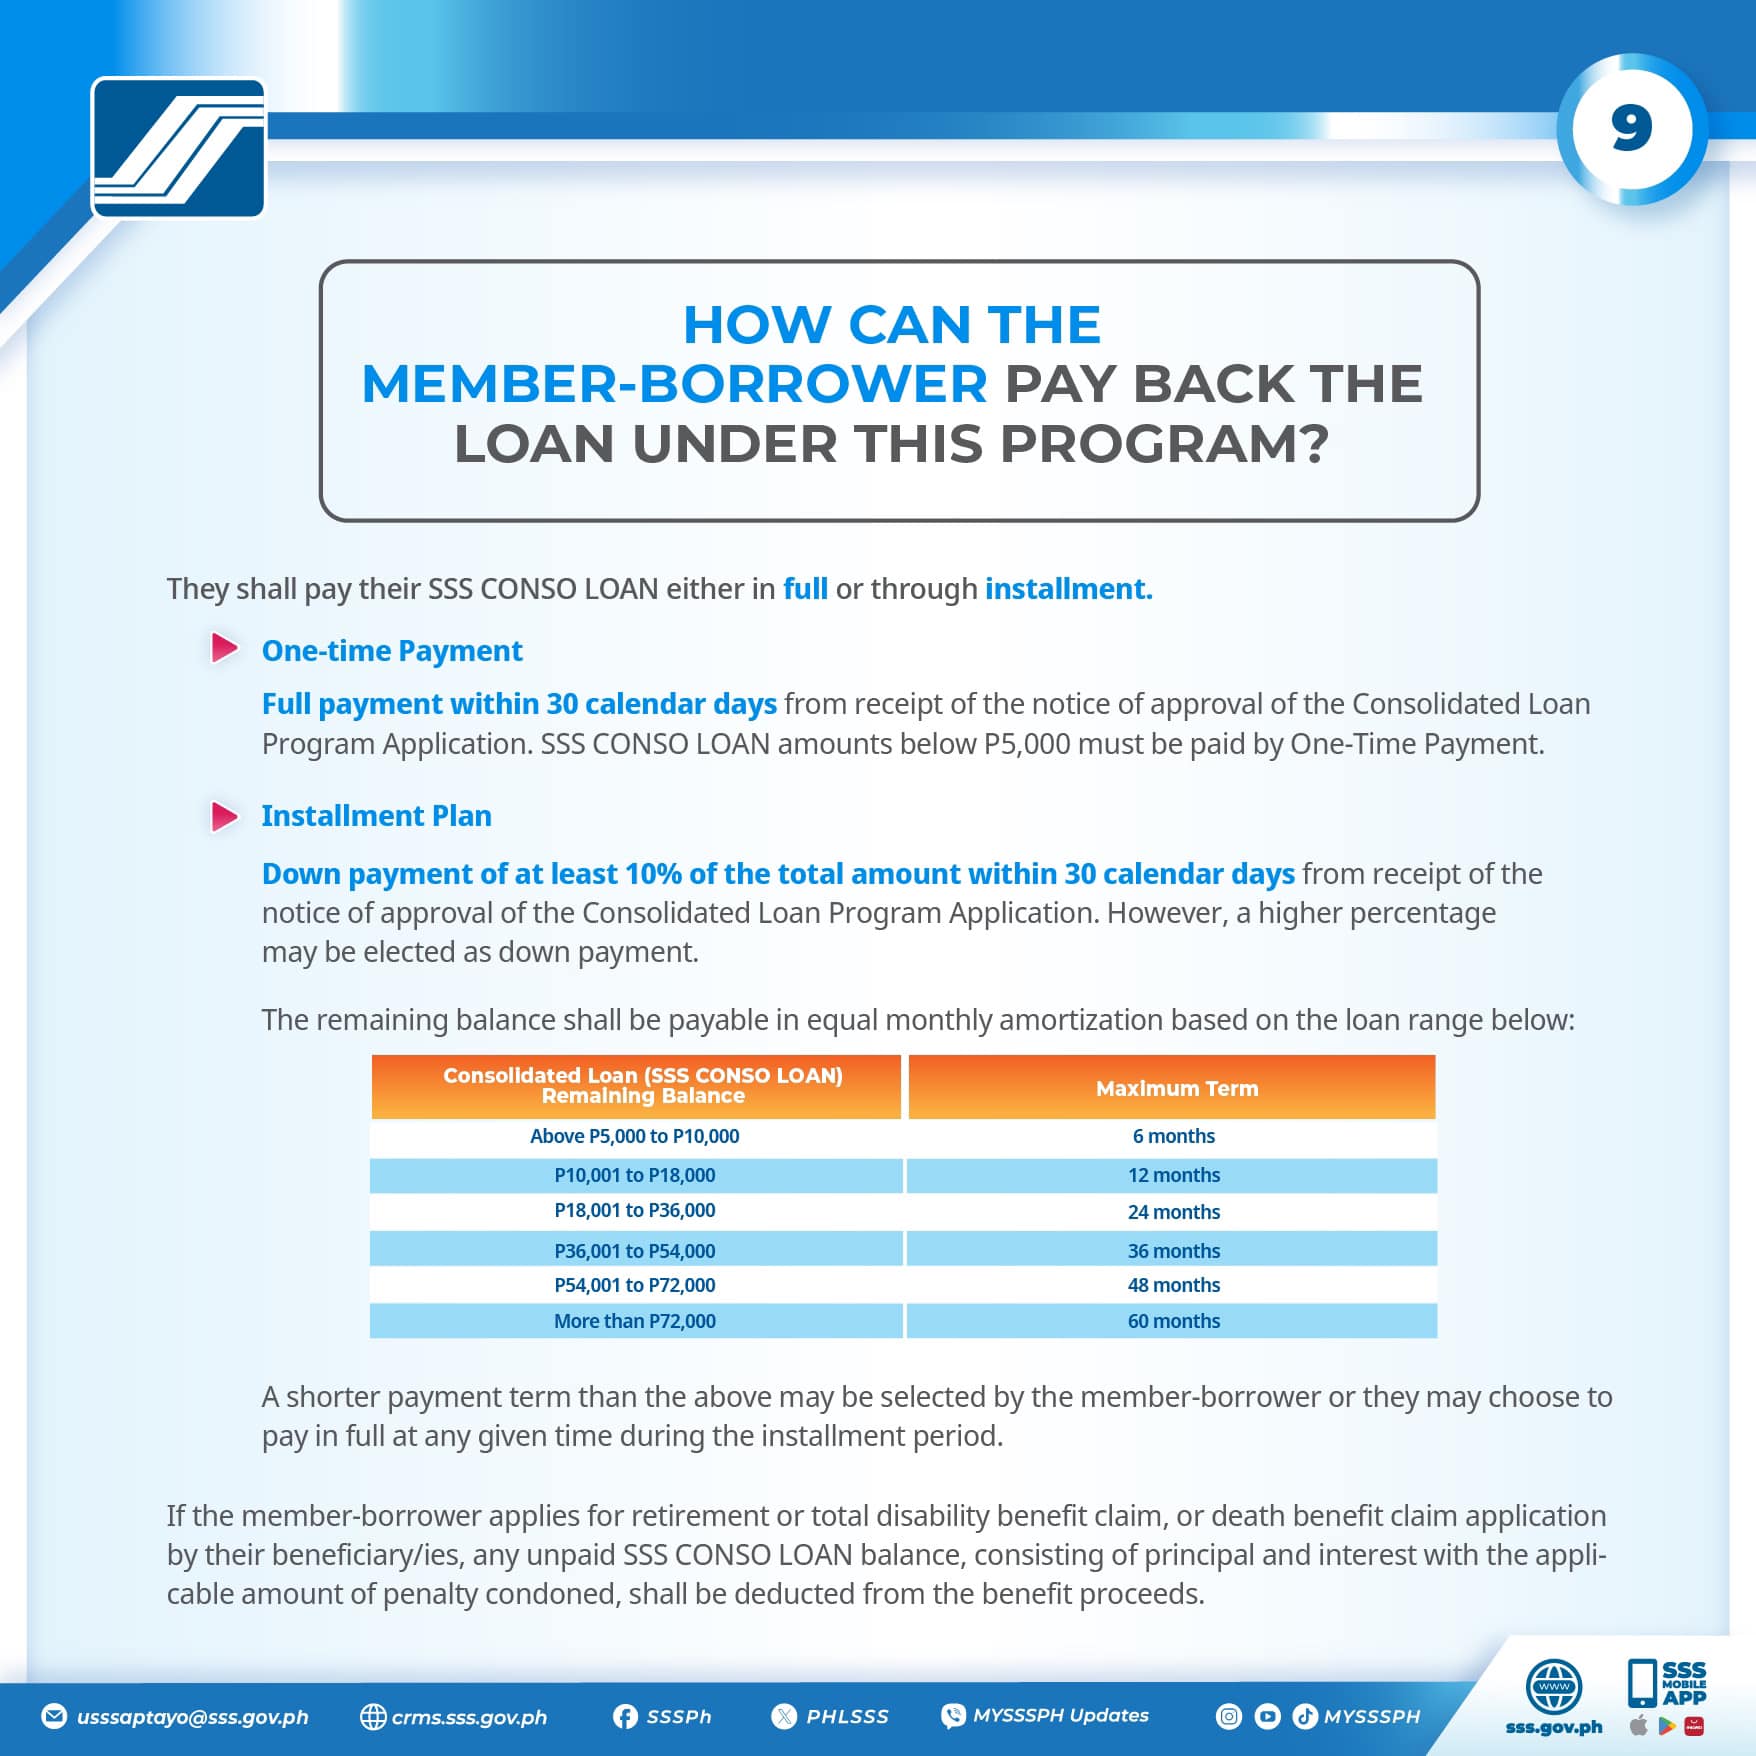 9
HOW CAN THE
MEMBER-BORROWER PAY BACK THE
LOAN UNDER THIS PROGRAM?
They shall pay their SSS CONSO LOAN either in full or through installment.
One-time Payment
Full payment within 30 calendar days from receipt of the notice of approval of the Consolidated Loan
Program Application. SSS CONSO LOAN amounts below P5,000 must be paid by One-Time Payment.
Installment Plan
Down payment of at least 10% of the total amount within 30 calendar days from receipt of the
notice of approval of the Consolidated Loan Program Application. However, a higher percentage
may be elected as down payment.
The remaining balance shall be payable in equal monthly amortization based on the loan range below:
Consolidated Loan (SSS CONSO LOAN)
Remaining Balance
Maximum Term
Above P5,000 to P10,000 6 months
P10,001 to P18,000 12 months
P18,001 to P36,000 24 months
P36,001 to P54,000 36 months
P54,001 to P72,000 48 months
More than P72,000 60 months
A shorter payment term than the above may be selected by the member-borrower or they may choose to
pay in full at any given time during the installment period.
If the member-borrower applies for retirement or total disability benefit claim, or death benefit claim application
by their beneficiary/ies, any unpaid SSS CONSO LOAN balance, consisting of principal and interest with the appli-
cable amount of penalty condoned, shall be deducted from the benefit proceeds.
usssaptayo@sss.gov.ph crms.sss.gov.ph SSSPh PHLSSS MYSSSPH Updates MYSSSPH
www
sss.gov.ph
SSS
MOBILE
APP